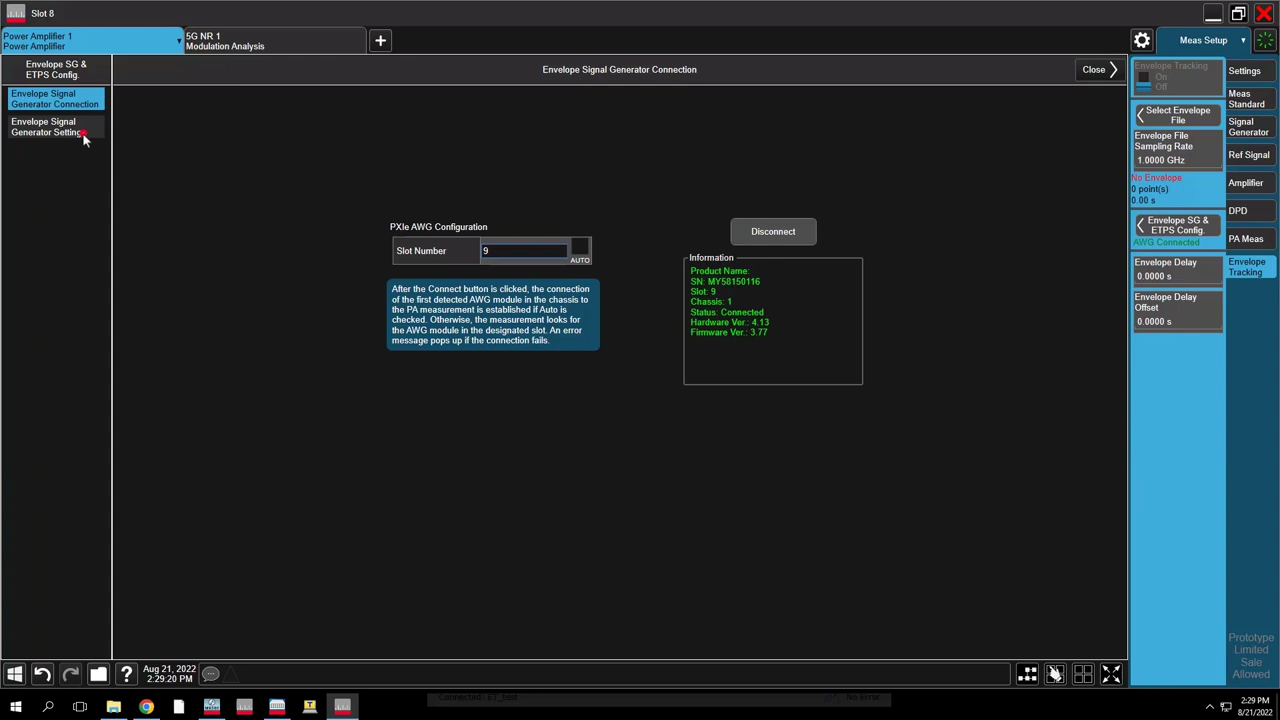 Slot 8
Power Amplifier 1
Power Amplifier
5G NR 1
Modulation Analysis
Meas Setup
Envelope SG &
ETPS Config.
Envelope Signal Generator Connection
Close
Envelope Signal
Generator Connection
Envelope Signal
Generator Setting
PXIe AWG Configuration
Slot Number
9
AUTO
After the Connect button is clicked, the connection
of the first detected AWG module in the chassis to
the PA measurement is established if Auto is
checked. Otherwise, the measurement looks for
the AWG module in the designated slot. An error
message pops up if the connection fails.
Disconnect
Information
Product Name:
SN: MY58150116
Slot: 9
Chassis: 1
Status: Connected
Hardware Ver.: 4.13
Firmware Ver.: 3.77
Envelope Tracking
On
Off
Select Envelope
File
Envelope File
Sampling Rate
1.0000 GHz
No Envelope
0 point(s)
0.00 s
Envelope SG &
ETPS Config.
AWG Connected
Envelope Delay
0.0000 s
Envelope Delay
Offset
0.0000 s
Settings
Meas
Standard
Signal
Generator
Ref Signal
Amplifier
DPD
PA Meas
Envelope
Tracking
Prototype
Limited
Sale
Allowed
?
Aug 21, 2022
2:29:20 PM
Connected: ET_test
No Error
2:29 PM
8/21/2022